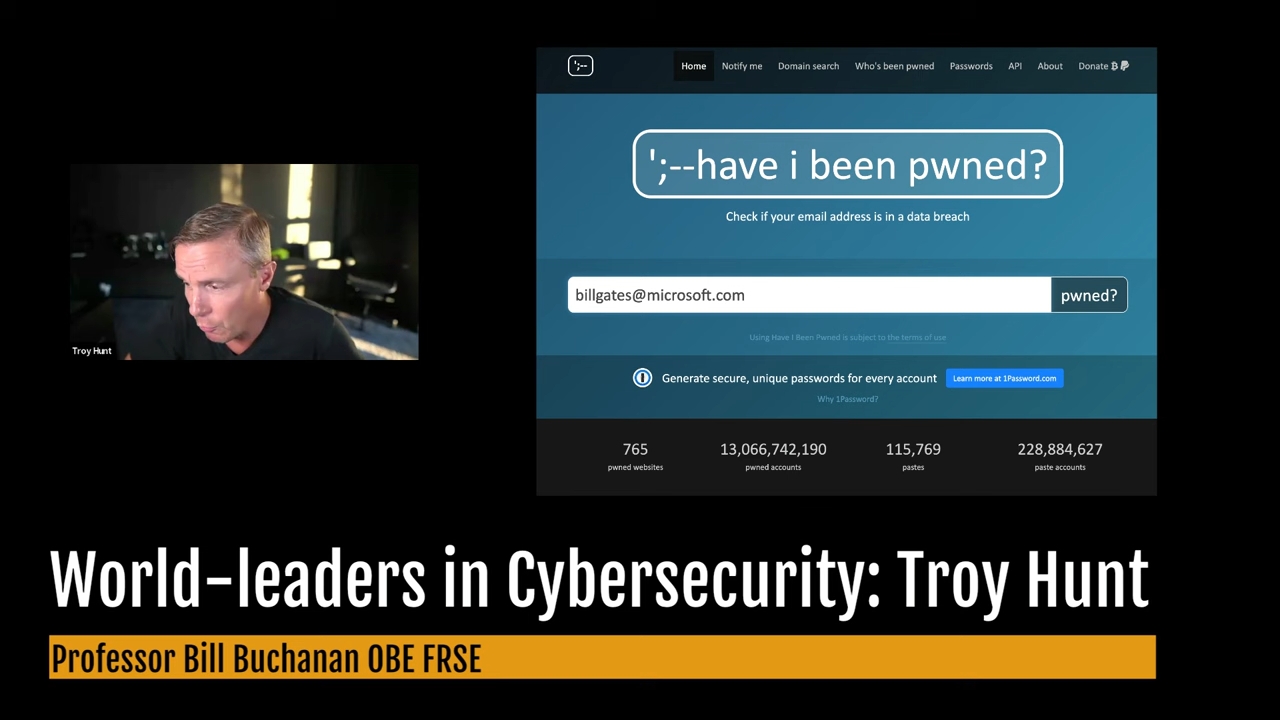 ';--
Home Notify me Domain search Who's been pwned Passwords API About Donate
';--have i been pwned?
Check if your email address is in a data breach
billgates@microsoft.com pwned?
Using Have I Been Pwned is subject to the terms of use
Generate secure, unique passwords for every account Learn more at 1Password.com
Why 1Password?
765 13,066,742,190 115,769 228,884,627
pwned websites pwned accounts pastes paste accounts
Troy Hunt
World-leaders in Cybersecurity: Troy Hunt
Professor Bill Buchanan OBE FRSE